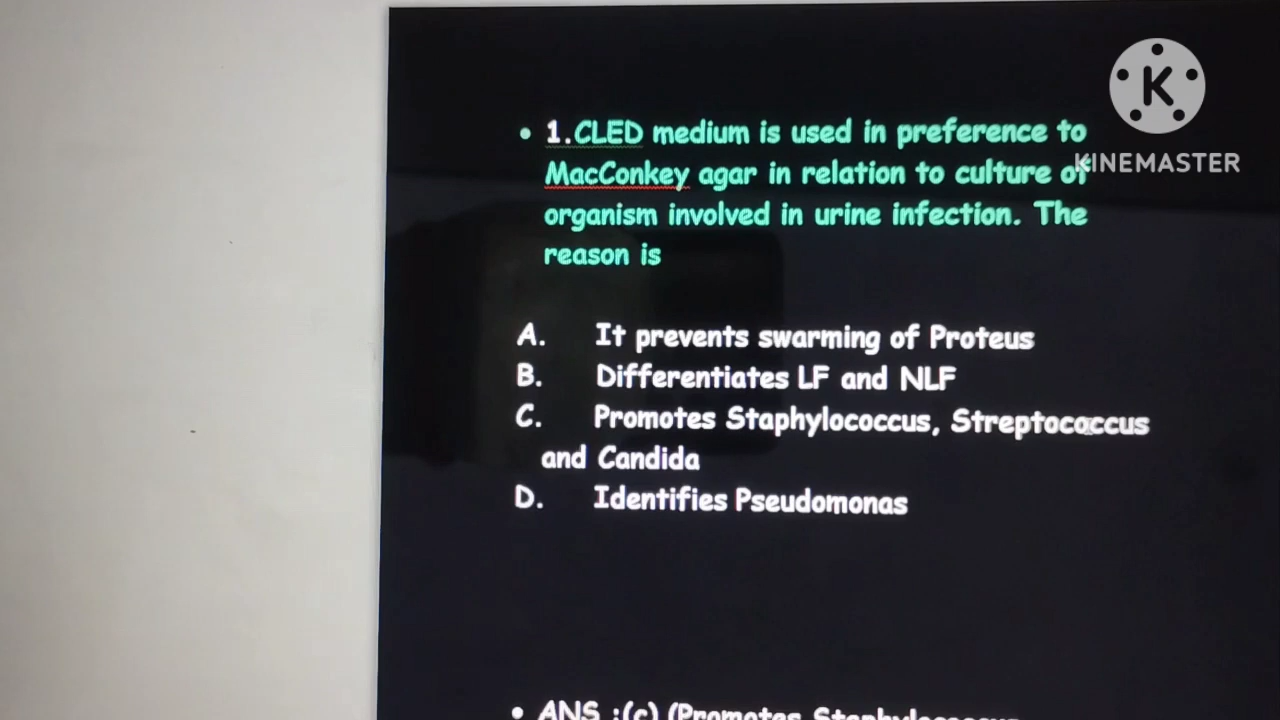 K
KINEMASTER
• 1.CLED medium is used in preference to
MacConkey agar in relation to culture of
organism involved in urine infection. The
reason is
A. It prevents swarming of Proteus
B. Differentiates LF and NLF
C. Promotes Staphylococcus, Streptococcus
and Candida
D. Identifies Pseudomonas
• ANS :(c) (Promotes Staphylococcus